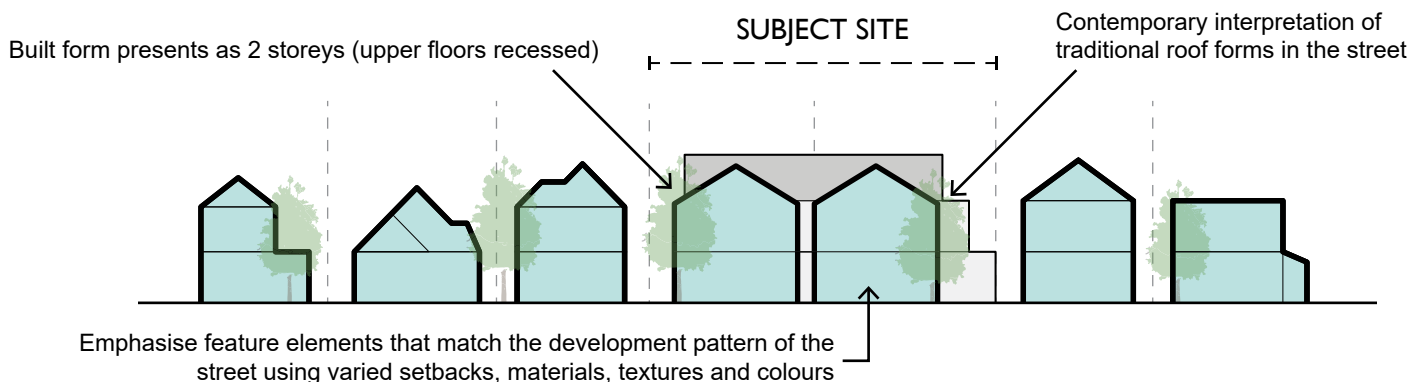 SUBJECT SITE
Built form presents as 2 storeys (upper floors recessed)
Contemporary interpretation of
traditional roof forms in the street
Emphasise feature elements that match the development pattern of the
street using varied setbacks, materials, textures and colours